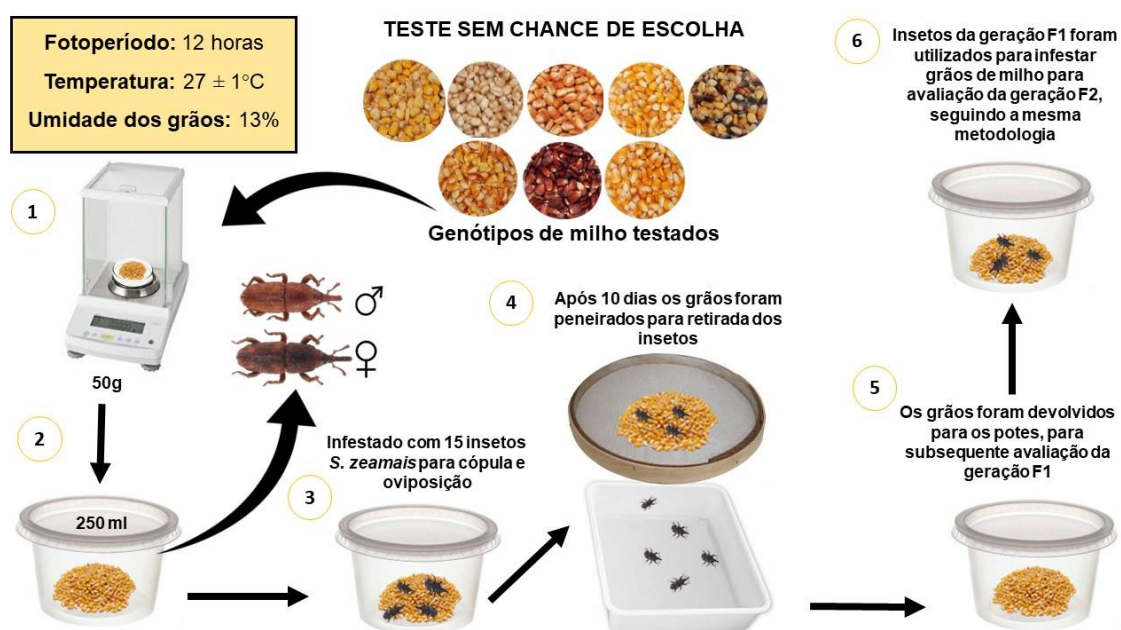 Fotoperíodo: 12 horas
Temperatura: 27 ± 1°C
Umidade dos grãos: 13%
TESTE SEM CHANCE DE ESCOLHA
Genótipos de milho testados
1
50g
2
250 ml
3
Infestado com 15 insetos
S. zeamais para cópula e
oviposição
4
Após 10 dias os grãos foram
peneirados para retirada dos
insetos
5
Os grãos foram devolvidos
para os potes, para
subsequente avaliação da
geração F1
6
Insetos da geração F1 foram
utilizados para infestar
grãos de milho para
avaliação da geração F2,
seguindo a mesma
metodologia